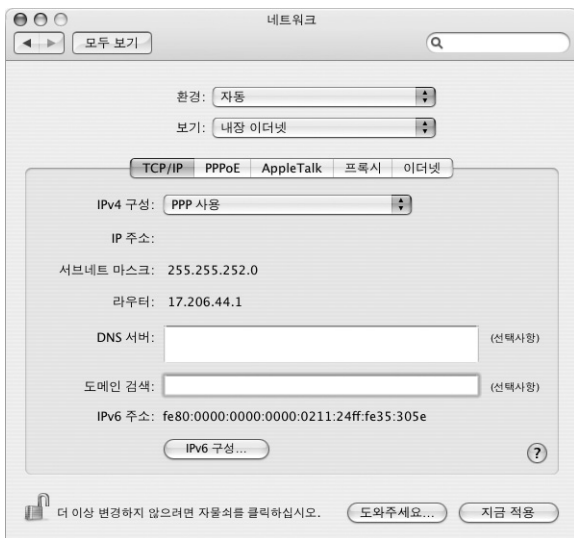 네트워크
모두 보기
환경: 자동
보기: 내장 이더넷
TCP/IP PPPoE AppleTalk 프록시 이더넷
IPv4 구성: PPP 사용
IP 주소:
서브네트 마스크: 255.255.252.0
라우터: 17.206.44.1
DNS 서버: (선택사항)
도메인 검색: (선택사항)
IPv6 주소: fe80:0000:0000:0000:0211:24ff:fe35:305e
IPv6 구성...
?
더 이상 변경하지 않으려면 자물쇠를 클릭하십시오. 도와주세요... 지금 적용